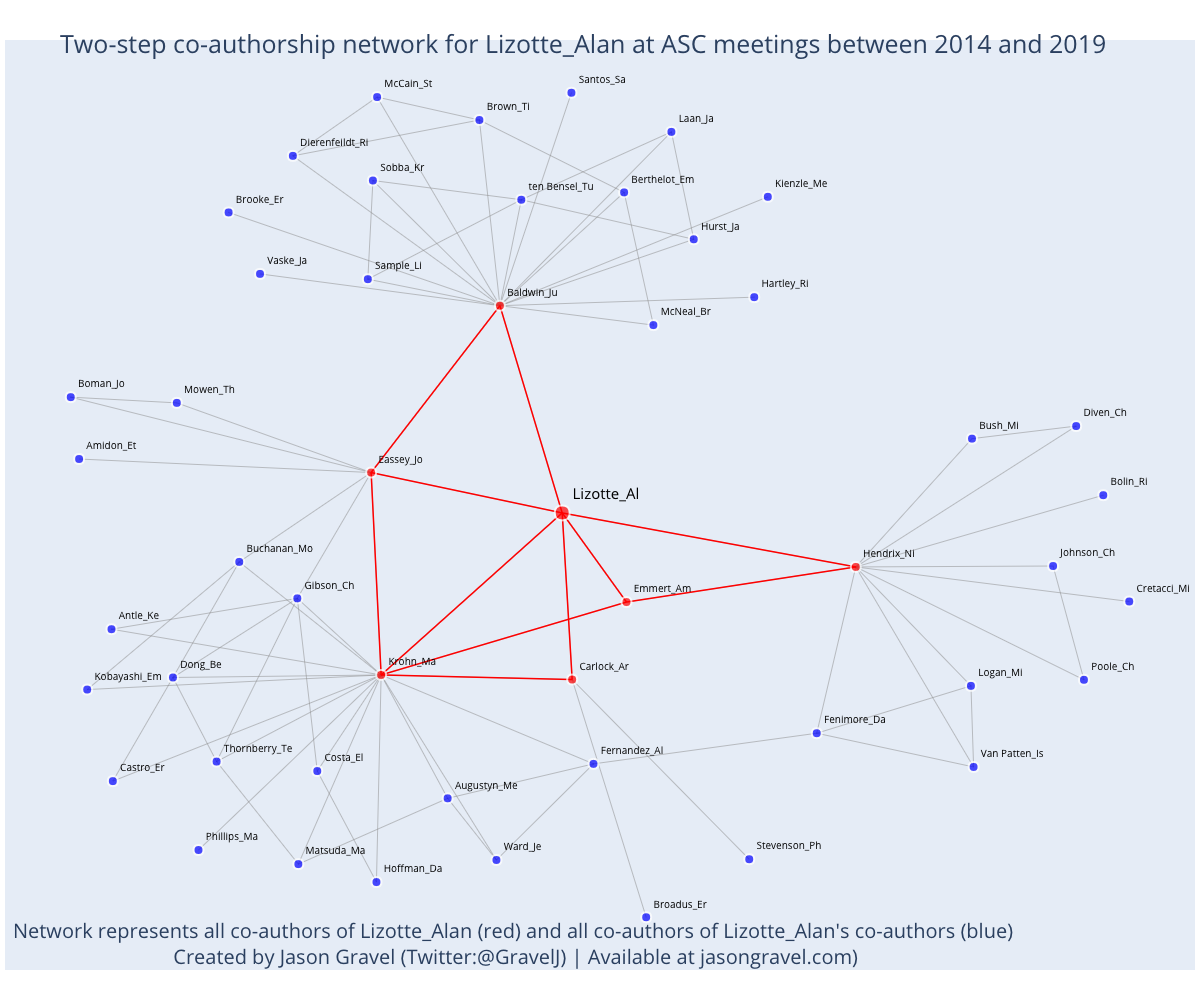 Two-step co-authorship network for Lizotte_Alan at ASC meetings between 2014 and 2019
McCain_St
Santos_Sa
Brown_Ti
Laan_Ja
Dierenfeildt_Ri
Sobba_Kr
ten Bensel_Tu
Berthelot_Em
Kienzle_Me
Brooke_Er
Hurst_Ja
Vaske_Ja
Sample_Li
Hartley_Ri
Baldwin_Ju
McNeal_Br
Boman_Jo
Mowen_Th
Diven_Ch
Bush_Mi
Amidon_Et
Eassey_Jo
Bolin_Ri
Lizotte_Al
Buchanan_Mo
Hendrix_Ni
Johnson_Ch
Gibson_Ch
Emmert_Am
Cretacci_Mi
Antle_Ke
Krohn_Ma
Dong_Be
Carlock_Ar
Poole_Ch
Kobayashi_Em
Logan_Mi
Fenimore_Da
Thornberry_Te
Fernandez_Al
Van Patten_Is
Costa_El
Castro_Er
Augustyn_Me
Phillips_Ma
Matsuda_Ma
Ward_Je
Stevenson_Ph
Hoffman_Da
Broadus_Er
Network represents all co-authors of Lizotte_Alan (red) and all co-authors of Lizotte_Alan's co-authors (blue)
Created by Jason Gravel (Twitter:@GravelJ) | Available at jasongravel.com)